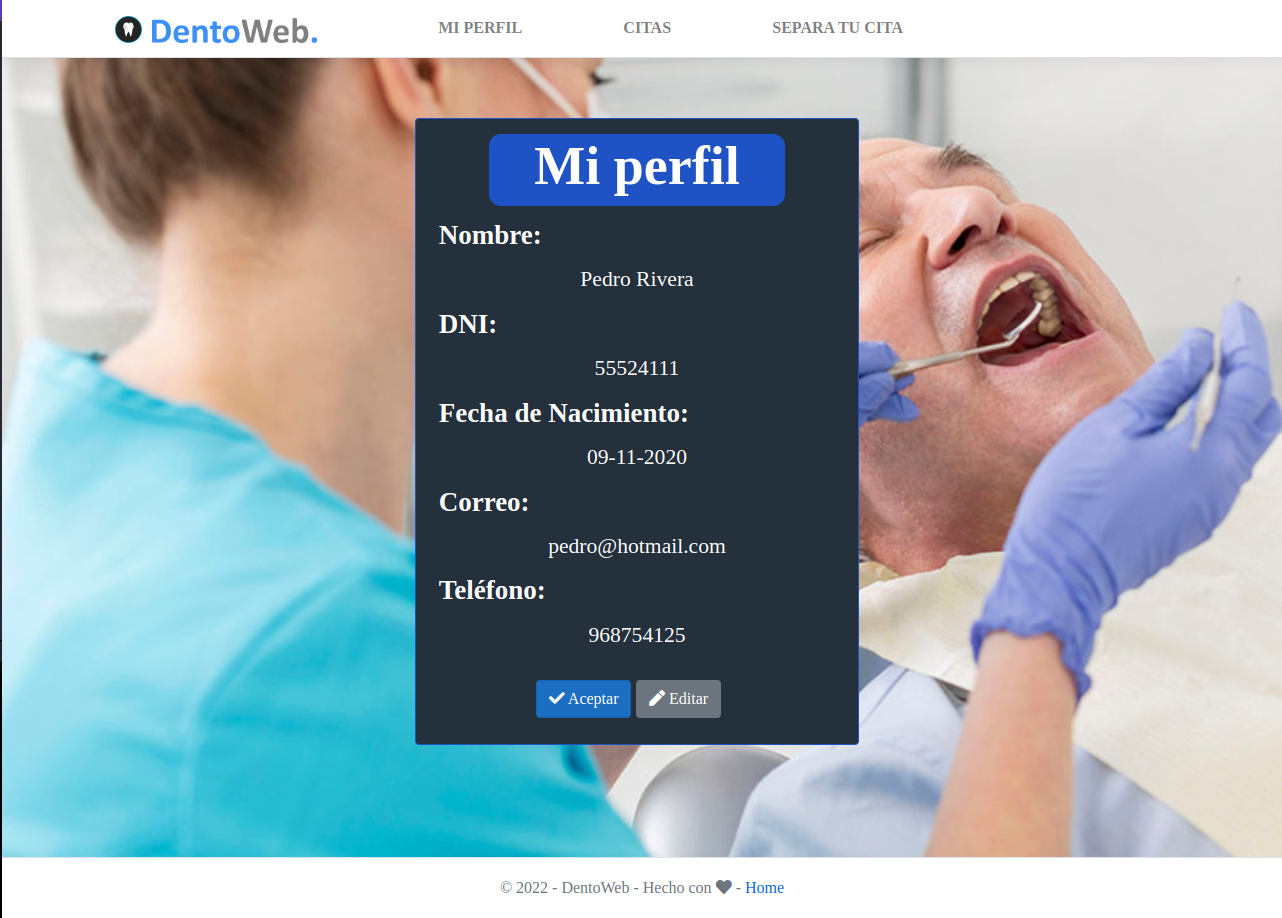 DentoWeb.
MI PERFIL
CITAS
SEPARA TU CITA
Mi perfil
Nombre:
Pedro Rivera
DNI:
55524111
Fecha de Nacimiento:
09-11-2020
Correo:
pedro@hotmail.com
Teléfono:
968754125
Aceptar
Editar
© 2022 - DentoWeb - Hecho con - Home